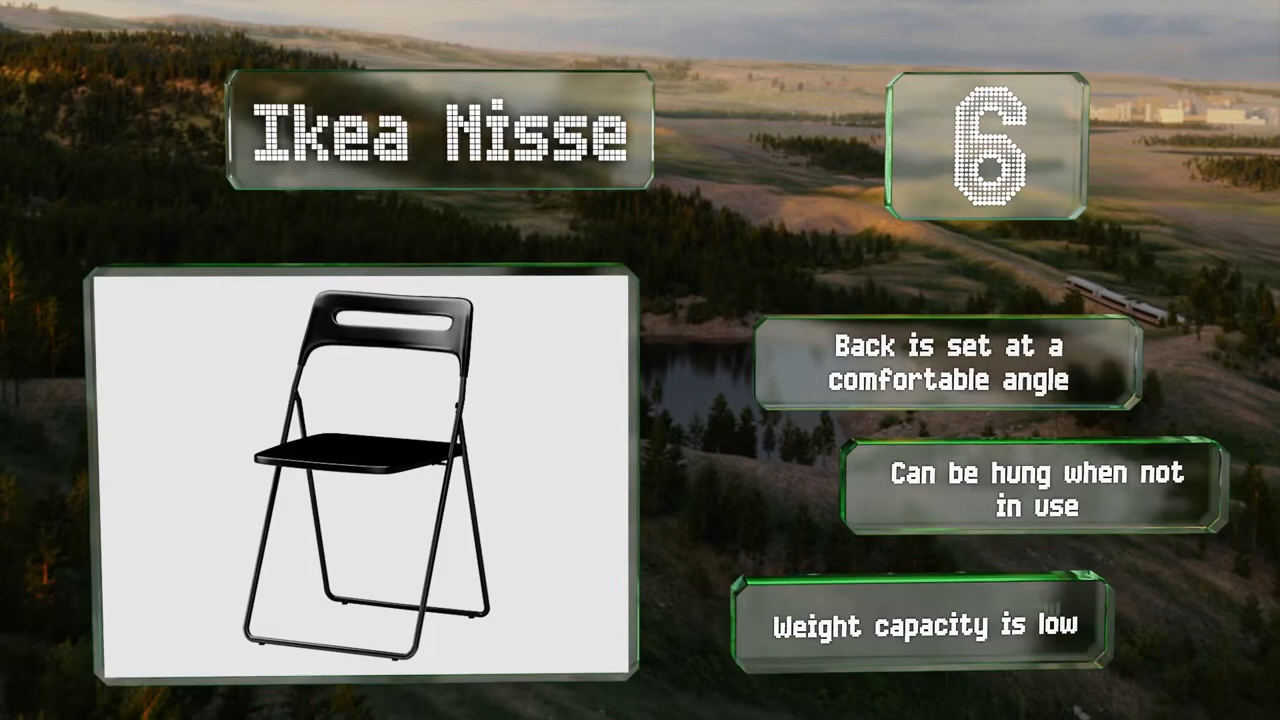 Ikea Nisse
6
Back is set at a
comfortable angle
Can be hung when not
in use
Weight capacity is low